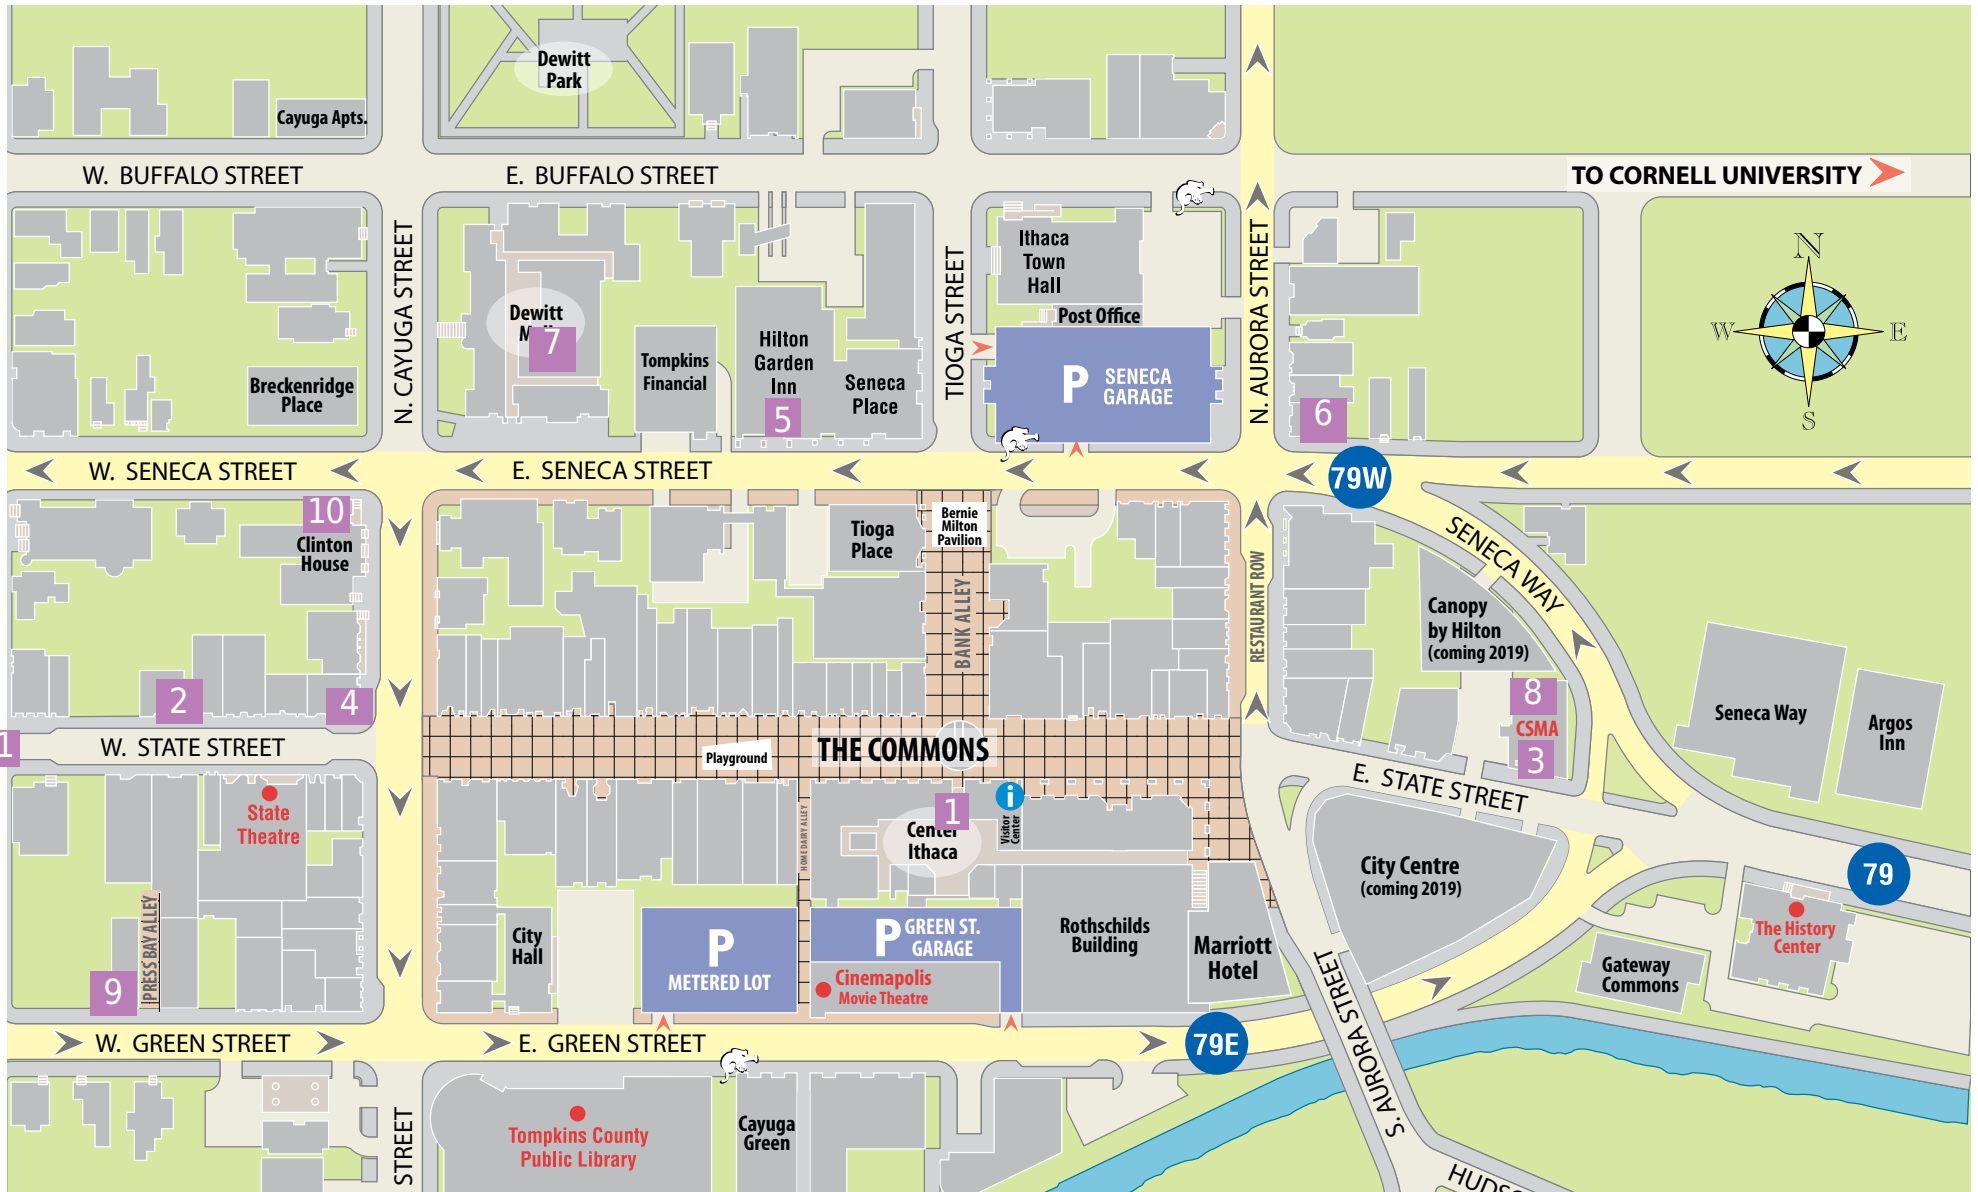 Dewitt
Park
Cayuga Apts.
W. BUFFALO STREET
E. BUFFALO STREET
TO CORNELL UNIVERSITY
N. CAYUGA STREET
TIOGA STREET
N. AURORA STREET
Ithaca
Town
Hall
Post Office
N
W
E
S
Dewitt
7
Tompkins
Financial
Hilton
Garden
Inn
5
Seneca
Place
P
SENECA
GARAGE
6
Breckenridge
Place
W. SENECA STREET
E. SENECA STREET
79W
SENECA WAY
10
Clinton
House
Tioga
Place
Bernie
Milton
Pavilion
BANK ALLEY
RESTAURANT ROW
Canopy
by Hilton
(coming 2019)
2
4
8
CSMA
3
Seneca Way
Argos
Inn
1
W. STATE STREET
Playground
THE COMMONS
E. STATE STREET
State
Theatre
HOME DAIRY ALLEY
1
Center
Ithaca
i
Visitor
Center
City Centre
(coming 2019)
79
PRESS BAY ALLEY
9
City
Hall
P
METERED LOT
P
GREEN ST.
GARAGE
Cinemapolis
Movie Theatre
Rothschilds
Building
Marriott
Hotel
The History
Center
Gateway
Commons
W. GREEN STREET
E. GREEN STREET
79E
S. AURORA STREET
STREET
Tompkins County
Public Library
Cayuga
Green